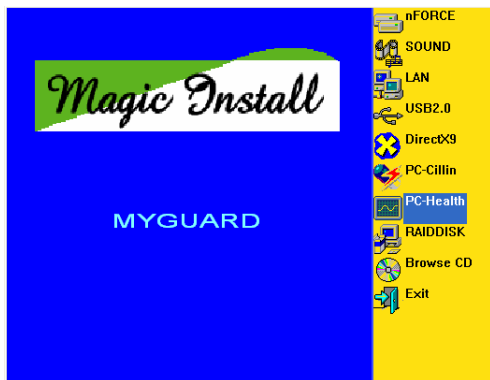 Magic Install
MYGUARD
nFORCE
SOUND
LAN
USB2.0
DirectX9
PC-Cillin
PC-Health
RAIDDISK
Browse CD
Exit